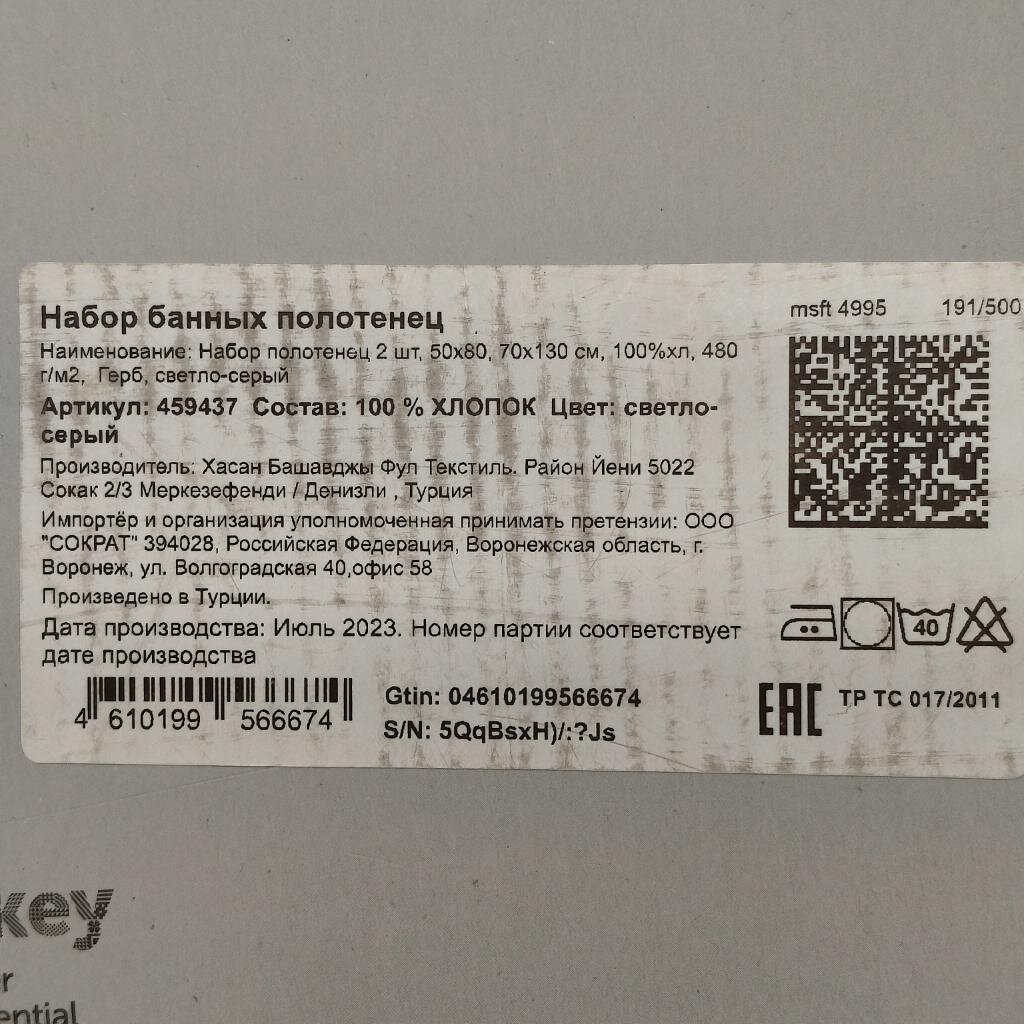 Набор банных полотенец
Наименование: Набор полотенец 2 шт, 50х80, 70х130 см, 100%хл, 480
г/м2, Герб, светло-серый
Артикул: 459437 Состав: 100 % ХЛОПОК Цвет: светло-
серый
Производитель: Хасан Башавджы Фул Текстиль. Район Йени 5022
Сокак 2/3 Меркезефенди / Денизли , Турция
Импортёр и организация уполномоченная принимать претензии: ООО
"СОКРАТ" 394028, Российская Федерация, Воронежская область, г.
Воронеж, ул. Волгоградская 40,офис 58
Произведено в Турции.
Дата производства: Июль 2023. Номер партии соответствует
дате производства
4 610199 566674
Gtin: 04610199566674
S/N: 5QqBsxH)/:?Js
msft 4995 191/500
40
EAC ТР ТС 017/2011
key
er
ential